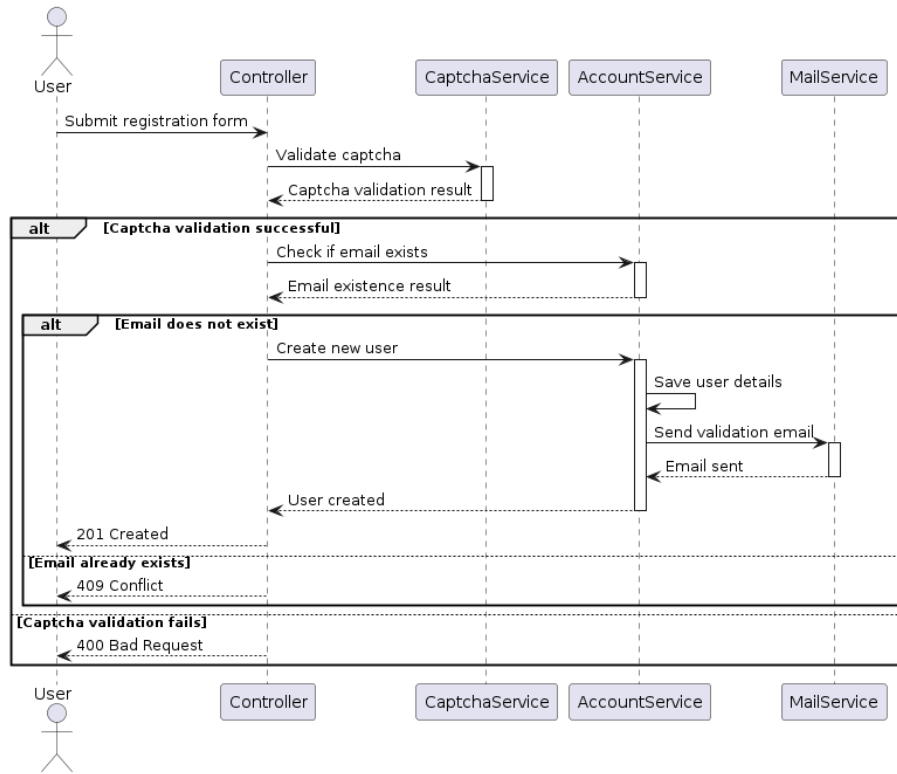 User
Controller
CaptchaService
AccountService
MailService
Submit registration form
Validate captcha
Captcha validation result
alt
[Captcha validation successful]
Check if email exists
Email existence result
alt
[Email does not exist]
Create new user
Save user details
Send validation email
Email sent
User created
201 Created
[Email already exists]
409 Conflict
[Captcha validation fails]
400 Bad Request
User
Controller
CaptchaService
AccountService
MailService